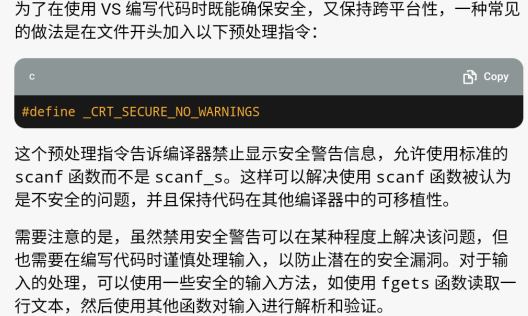 为了在使用 VS 编写代码时既能确保安全，又保持跨平台性，一种常见
的做法是在文件开头加入以下预处理指令：
c
Copy
#define _CRT_SECURE_NO_WARNINGS
这个预处理指令告诉编译器禁止显示安全警告信息，允许使用标准的
scanf 函数而不是 scanf_s。这样可以解决使用 scanf 函数被认为
是不安全的问题，并且保持代码在其他编译器中的可移植性。
需要注意的是，虽然禁用安全警告可以在某种程度上解决该问题，但
也需要在编写代码时谨慎处理输入，以防止潜在的安全漏洞。对于输
入的处理，可以使用一些安全的输入方法，如使用 fgets 函数读取一
行文本，然后使用其他函数对输入进行解析和验证。